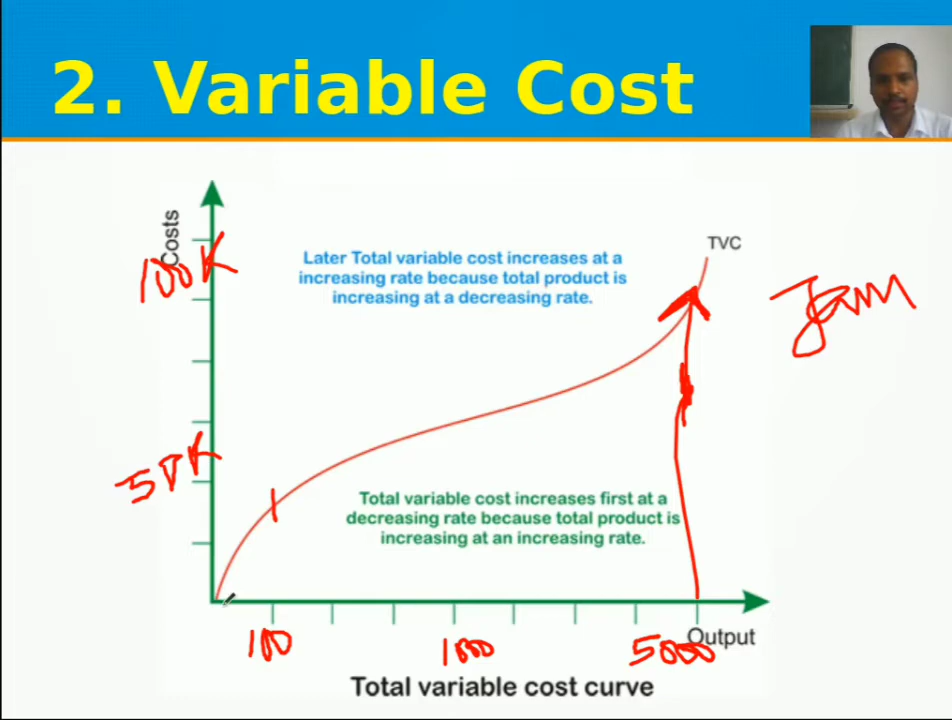 2. Variable Cost
Costs
100K
Later Total variable cost increases at a
increasing rate because total product is
increasing at a decreasing rate.
TVC
Jam
50K
Total variable cost increases first at a
decreasing rate because total product is
increasing at an increasing rate.
100
1000
5000
Output
Total variable cost curve